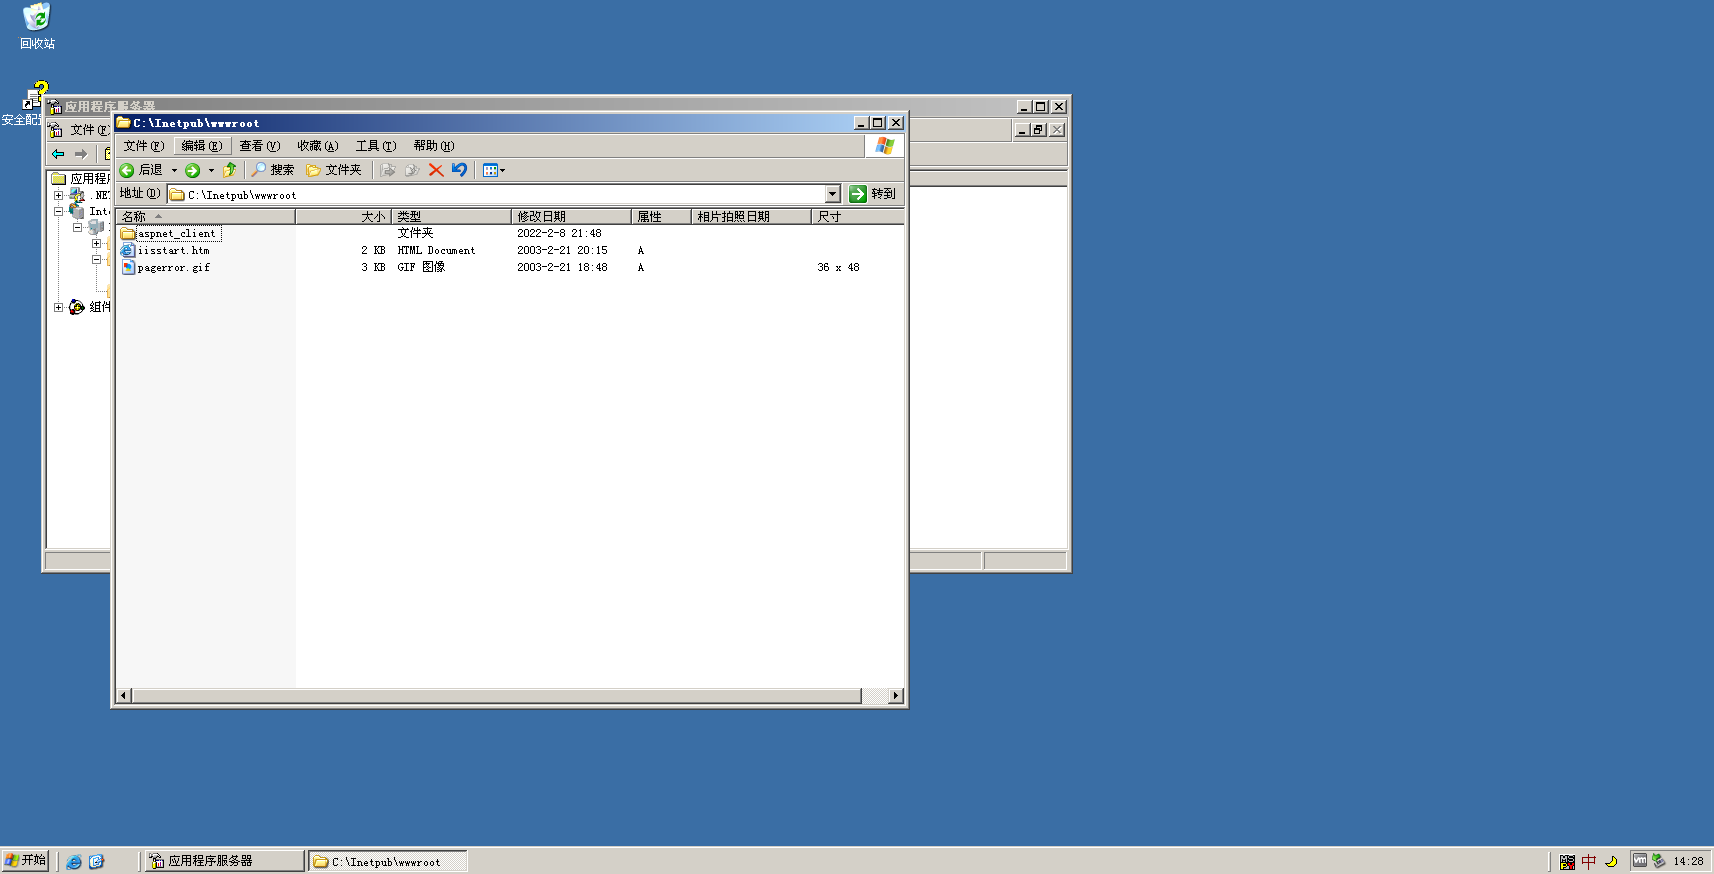 回收站
安全配
应用程序服务器
文件(F)
应用程序
.NET
Inte
组件
C:\Inetpub\wwwroot
文件(F) 编辑(E) 查看(V) 收藏(A) 工具(T) 帮助(H)
后退 搜索 文件夹
地址(D) C:\Inetpub\wwwroot 转到
名称 大小 类型 修改日期 属性 相片拍照日期 尺寸
aspnet_client 文件夹 2022-2-8 21:48
iisstart.htm 2 KB HTML Document 2003-2-21 20:15 A
pagerror.gif 3 KB GIF 图像 2003-2-21 18:48 A 36 x 48
开始 应用程序服务器 C:\Inetpub\wwwroot 中 14:28